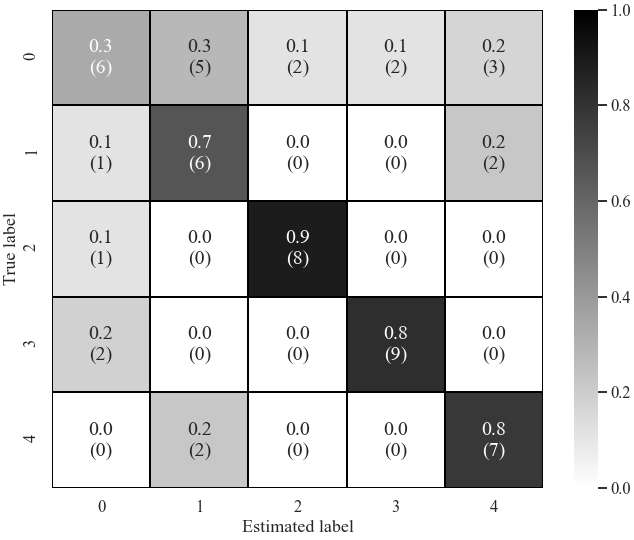 0.3 0.3 0.1 0.1 0.2
(6) (5) (2) (2) (3)
0.1 0.7 0.0 0.0 0.2
(1) (6) (0) (0) (2)
0.1 0.0 0.9 0.0 0.0
(1) (0) (8) (0) (0)
0.2 0.0 0.0 0.8 0.0
(2) (0) (0) (9) (0)
0.0 0.2 0.0 0.0 0.8
(0) (2) (0) (0) (7)
0
1
2
3
4
True label
0 1 2 3 4
Estimated label
1.0
0.8
0.6
0.4
0.2
0.0